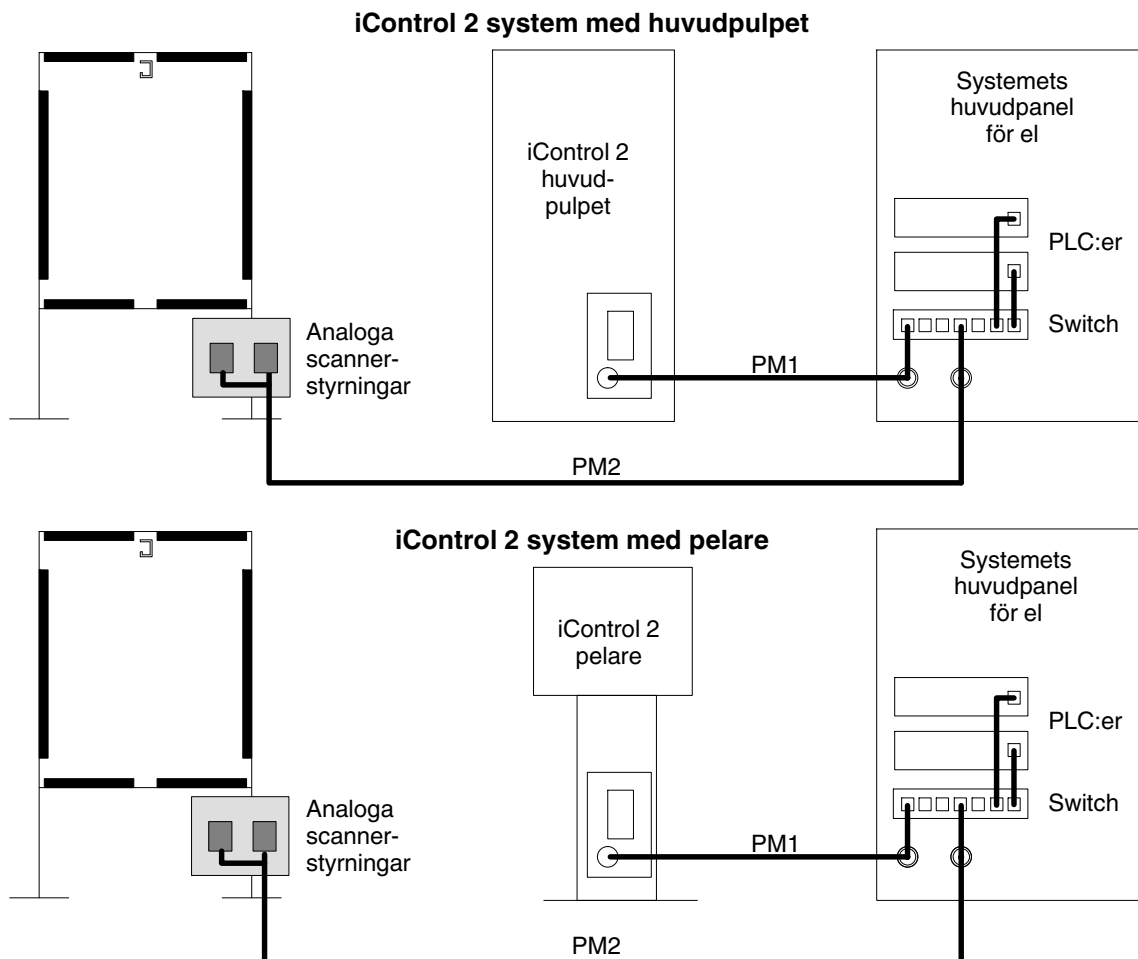 iControl 2 system med huvudpulpet
Systemets
huvudpanel
för el
iControl 2
huvud-
pulpet
PLC:er
Switch
Analoga
scanner-
styrningar
PM1
PM2
iControl 2 system med pelare
Systemets
huvudpanel
för el
iControl 2
pelare
PLC:er
Switch
Analoga
scanner-
styrningar
PM1
PM2